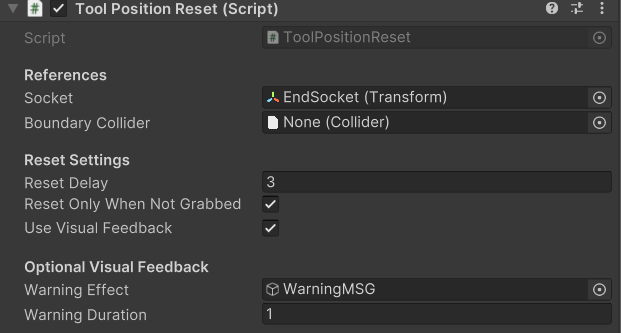 Tool Position Reset (Script)
Script ToolPositionReset
References
Socket EndSocket (Transform)
Boundary Collider None (Collider)
Reset Settings
Reset Delay 3
Reset Only When Not Grabbed
Use Visual Feedback
Optional Visual Feedback
Warning Effect WarningMSG
Warning Duration 1